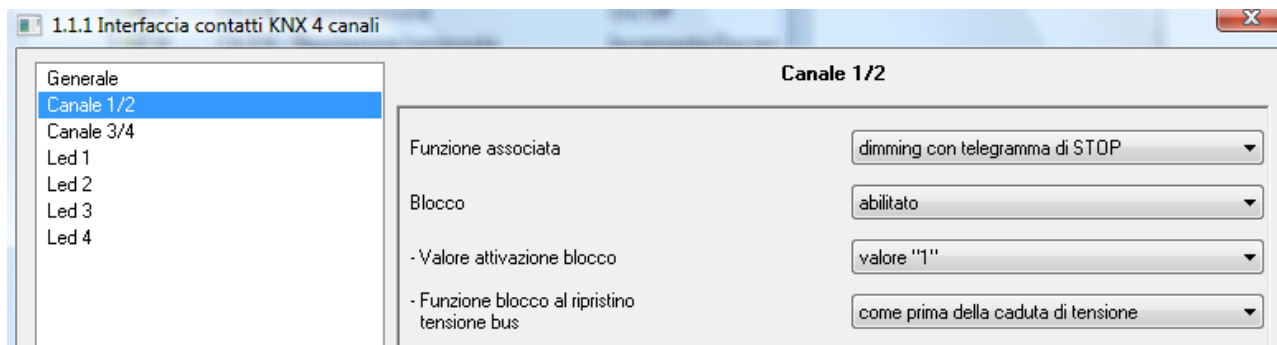 1.1.1 Interfaccia contatti KNX 4 canali
Generale
Canale 1/2
Canale 3/4
Led 1
Led 2
Led 3
Led 4
Canale 1/2
Funzione associata
dimming con telegramma di STOP
Blocco
abilitato
- Valore attivazione blocco
valore "1"
- Funzione blocco al ripristino
tensione bus
come prima della caduta di tensione